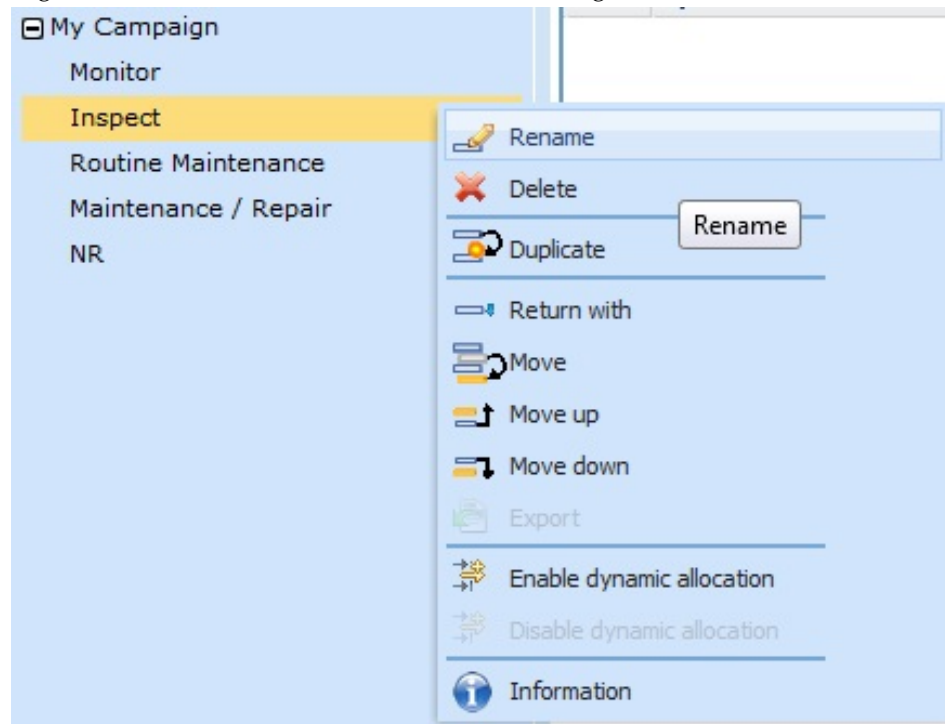 My Campaign
Monitor
Inspect
Routine Maintenance
Maintenance / Repair
NR
Rename
Delete
Rename
Duplicate
Return with
Move
Move up
Move down
Export
Enable dynamic allocation
Disable dynamic allocation
Information